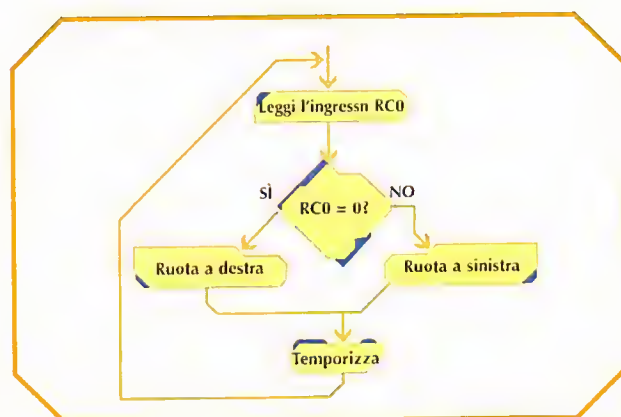 Leggi l'ingressn RC0
RC0 = 0?
SÌ
NO
Ruota a destra
Ruota a sinistra
Temporizza